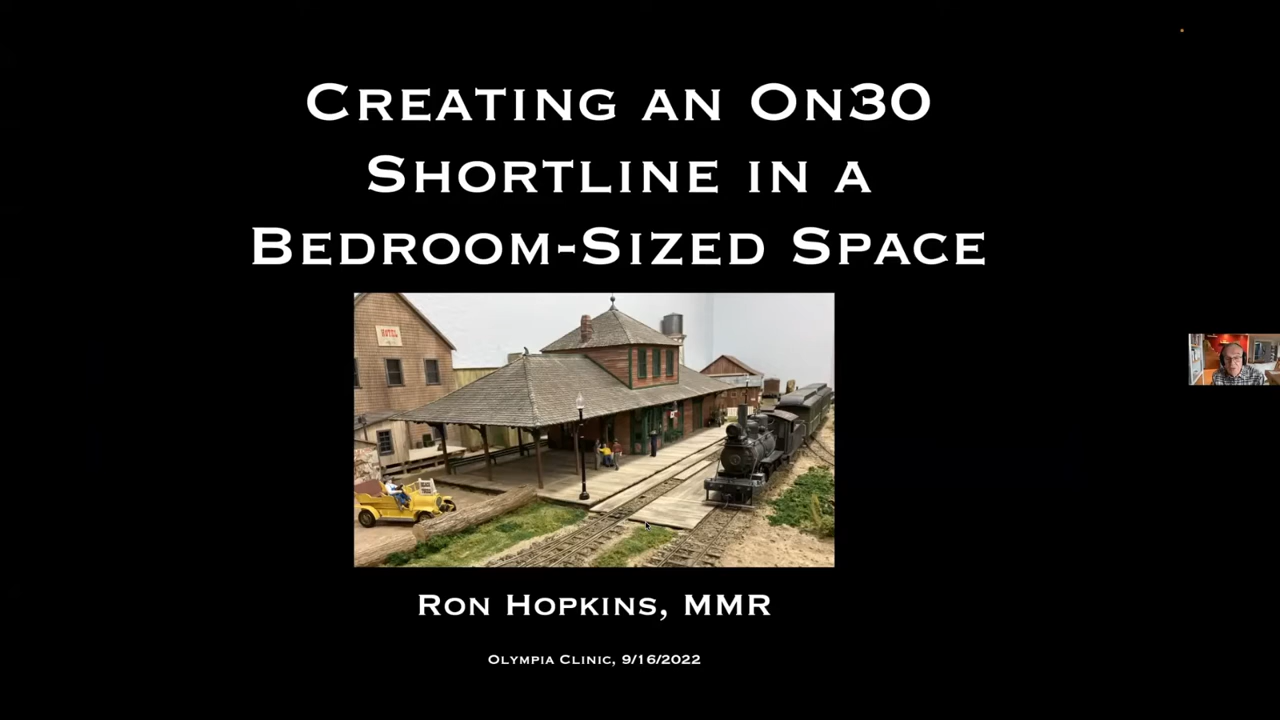 Creating an On30
Shortline in a
Bedroom-Sized Space
HOTEL
Ron Hopkins, MMR
Olympia Clinic, 9/16/2022